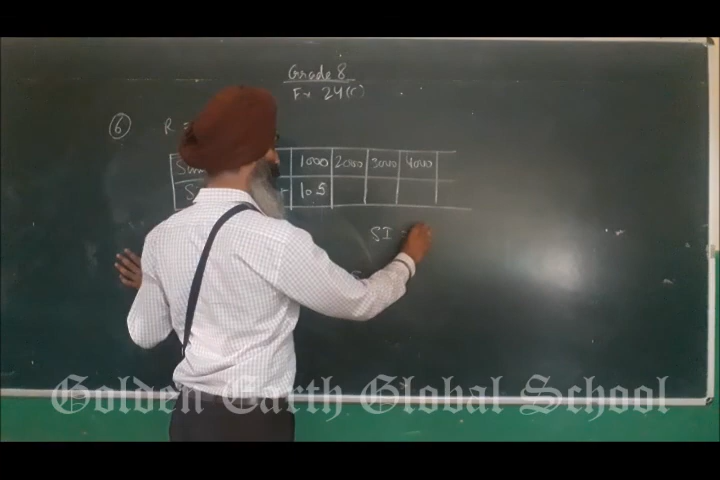 Grade 8
Ex 24(C)
6 R =
1000 2000 3000 4000
105
SI
Golden Earth Global School